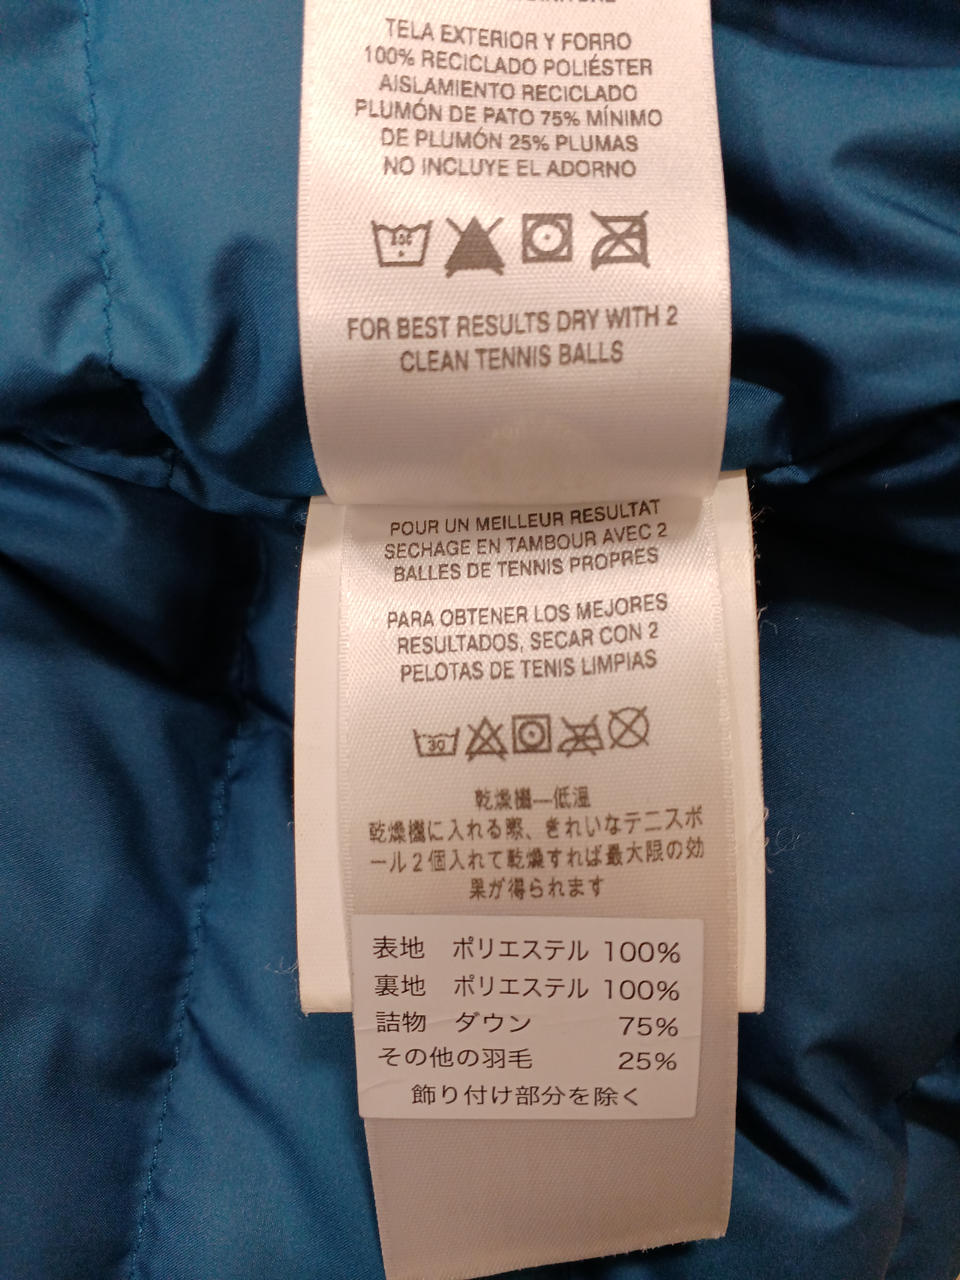 TELA EXTERIOR Y FORRO
100% RECICLADO POLIÉSTER
AISLAMIENTO RECICLADO
PLUMÓN DE PATO 75% MÍNIMO
DE PLUMÓN 25% PLUMAS
NO INCLUYE EL ADORNO
FOR BEST RESULTS DRY WITH 2
CLEAN TENNIS BALLS
POUR UN MEILLEUR RESULTAT
SECHAGE EN TAMBOUR AVEC 2
BALLES DE TENNIS PROPRES
PARA OBTENER LOS MEJORES
RESULTADOS, SECAR CON 2
PELOTAS DE TENIS LIMPIAS
30
乾燥機―低温
乾燥機に入れる際、きれいなテニスボ
ール2個入れて乾燥すれば最大限の効
果が得られます
表地 ポリエステル 100%
裏地 ポリエステル 100%
詰物 ダウン 75%
その他の羽毛 25%
飾り付け部分を除く